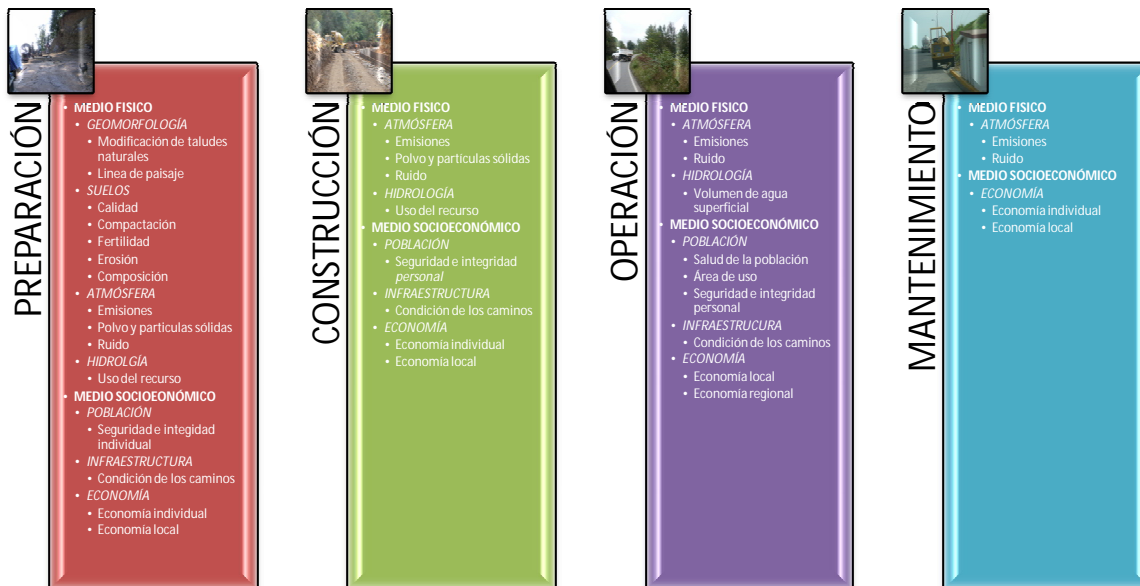 PREPARACIÓN
• MEDIO FISICO
• GEOMORFOLOGÍA
• Modificación de taludes
naturales
• Linea de paisaje
• SUELOS
• Calidad
• Compactación
• Fertilidad
• Erosión
• Composición
• ATMÓSFERA
• Emisiones
• Polvo y particulas sólidas
• Ruido
• HIDROLGÍA
• Uso del recurso
• MEDIO SOCIOEONÓMICO
• POBLACIÓN
• Seguridad e integidad
individual
• INFRAESTRUCTURA
• Condición de los caminos
• ECONOMÍA
• Economía individual
• Economía local
CONSTRUCCIÓN
• MEDIO FISICO
• ATMÓSFERA
• Emisiones
• Polvo y partículas sólidas
• Ruido
• HIDROLOGÍA
• Uso del recurso
MEDIO SOCIOECONÓMICO
• POBLACIÓN
• Seguridad e integridad
personal
• INFRAESTRUCTURA
• Condición de los caminos
• ECONOMÍA
• Economía individual
• Economía local
OPERACIÓN
• MEDIO FISICO
• ATMÓSFERA
• Emisiones
• Ruido
• HIDROLOGÍA
• Volumen de agua
superficial
MEDIO SOCIOECONÓMICO
• POBLACIÓN
• Salud de la población
• Área de uso
• Seguridad e integridad
personal
• INFRAESTRUCURA
• Condición de los caminos
• ECONOMÍA
• Economía local
• Economía regional
MANTENIMIENTO
• MEDIO FISICO
• ATMÓSFERA
• Emisiones
• Ruido
MEDIO SOCIOECONÓMICO
• ECONOMÍA
• Economía individual
• Economía local